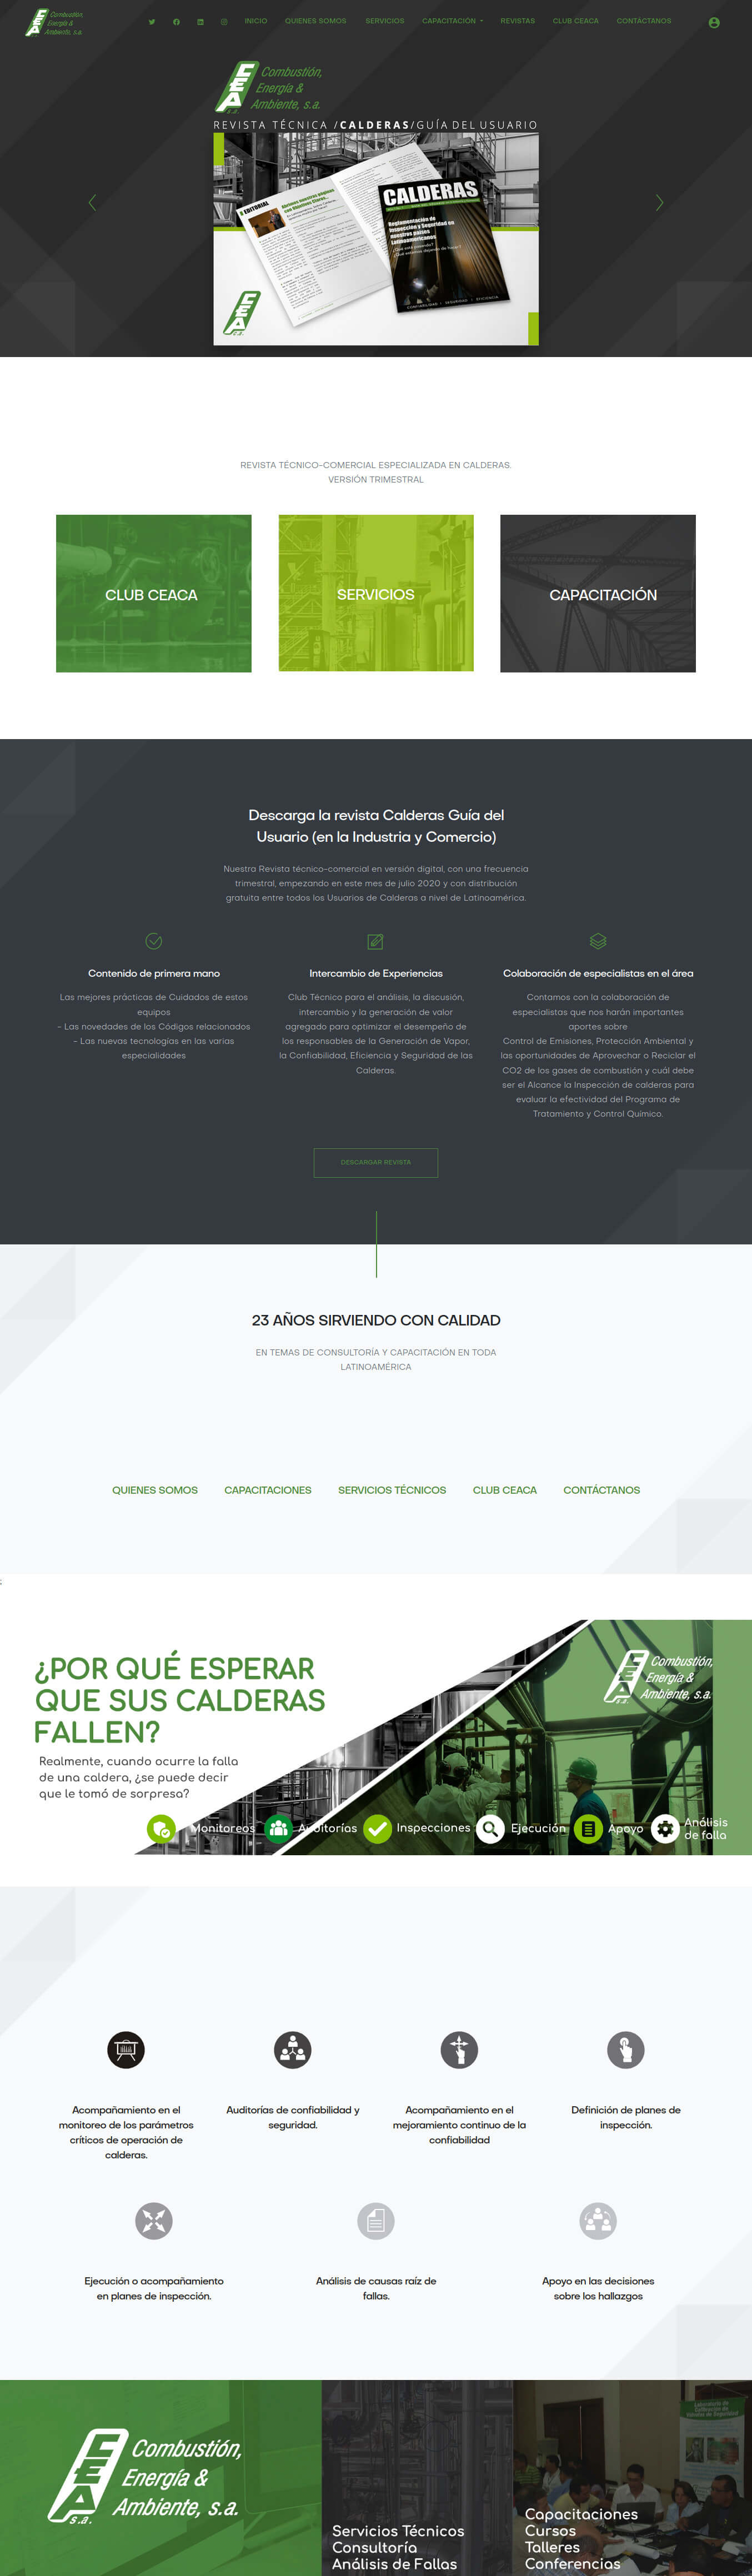 Combustión,
Energía &
Ambiente, s.a.
INICIO
QUIENES SOMOS
SERVICIOS
CAPACITACIÓN
REVISTAS
CLUB CEACA
CONTÁCTANOS
Combustión,
Energía &
Ambiente, s.a.
REVISTA TÉCNICA /CALDERAS/GUÍA DEL USUARIO
EDITORIAL
CALDERAS
Reglamentación de
Inspección y Seguridad en
nuestros países
Latinoamericanos
CONFIABILIDAD | SEGURIDAD | EFICIENCIA
REVISTA TÉCNICO-COMERCIAL ESPECIALIZADA EN CALDERAS.
VERSIÓN TRIMESTRAL
CLUB CEACA
SERVICIOS
CAPACITACIÓN
Descarga la revista Calderas Guía del
Usuario (en la Industria y Comercio)
Nuestra Revista técnico-comercial en versión digital, con una frecuencia
trimestral, empezando en este mes de julio 2020 y con distribución
gratuita entre todos los Usuarios de Calderas a nivel de Latinoamérica.
Contenido de primera mano
Las mejores prácticas de Cuidados de estos
equipos
- Las novedades de los Códigos relacionados
- Las nuevas tecnologías en las varias
especialidades
Intercambio de Experiencias
Club Técnico para el análisis, la discusión,
intercambio y la generación de valor
agregado para optimizar el desempeño de
los responsables de la Generación de Vapor,
la Confiabilidad, Eficiencia y Seguridad de las
Calderas.
Colaboración de especialistas en el área
Contamos con la colaboración de
especialistas que nos harán importantes
aportes sobre
Control de Emisiones, Protección Ambiental y
las oportunidades de Aprovechar o Reciclar el
CO2 de los gases de combustión y cuál debe
ser el Alcance la Inspección de calderas para
evaluar la efectividad del Programa de
Tratamiento y Control Químico.
DESCARGAR REVISTA
23 AÑOS SIRVIENDO CON CALIDAD
EN TEMAS DE CONSULTORÍA Y CAPACITACIÓN EN TODA
LATINOAMÉRICA
QUIENES SOMOS
CAPACITACIONES
SERVICIOS TÉCNICOS
CLUB CEACA
CONTÁCTANOS
;
¿POR QUÉ ESPERAR
QUE SUS CALDERAS
FALLEN?
Realmente, cuando ocurre la falla
de una caldera, ¿se puede decir
que le tomó de sorpresa?
Combustión,
Energía &
Ambiente, s.a.
s.a.
Monitoreos
Auditorías
Inspecciones
Ejecución
Apoyo
Análisis
de falla
Acompañamiento en el
monitoreo de los parámetros
críticos de operación de
calderas.
Auditorías de confiabilidad y
seguridad.
Acompañamiento en el
mejoramiento continuo de la
confiabilidad
Definición de planes de
inspección.
Ejecución o acompañamiento
en planes de inspección.
Análisis de causas raíz de
fallas.
Apoyo en las decisiones
sobre los hallazgos
Combustión,
Energía &
Ambiente, s.a.
s.a.
Servicios Técnicos
Consultoría
Análisis de Fallas
Capacitaciones
Cursos
Talleres
Conferencias